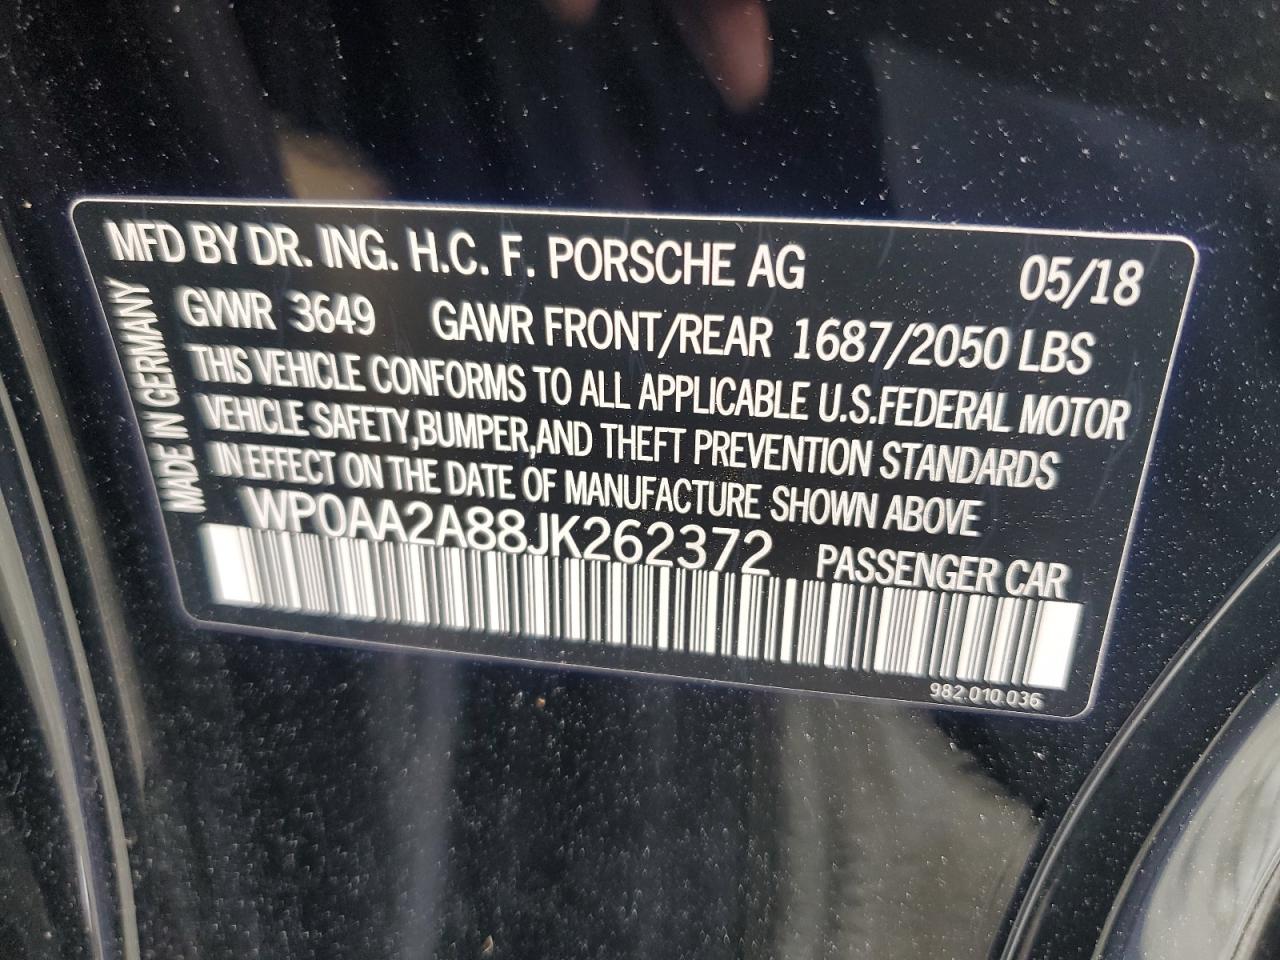 MFD BY DR. ING. H.C. F. PORSCHE AG 05/18
GVWR 3649 GAWR FRONT/REAR 1687/2050 LBS
THIS VEHICLE CONFORMS TO ALL APPLICABLE U.S.FEDERAL MOTOR
VEHICLE SAFETY,BUMPER,AND THEFT PREVENTION STANDARDS
IN EFFECT ON THE DATE OF MANUFACTURE SHOWN ABOVE
WP0AA2A88JK262372 PASSENGER CAR
982.010.036
MADE IN GERMANY